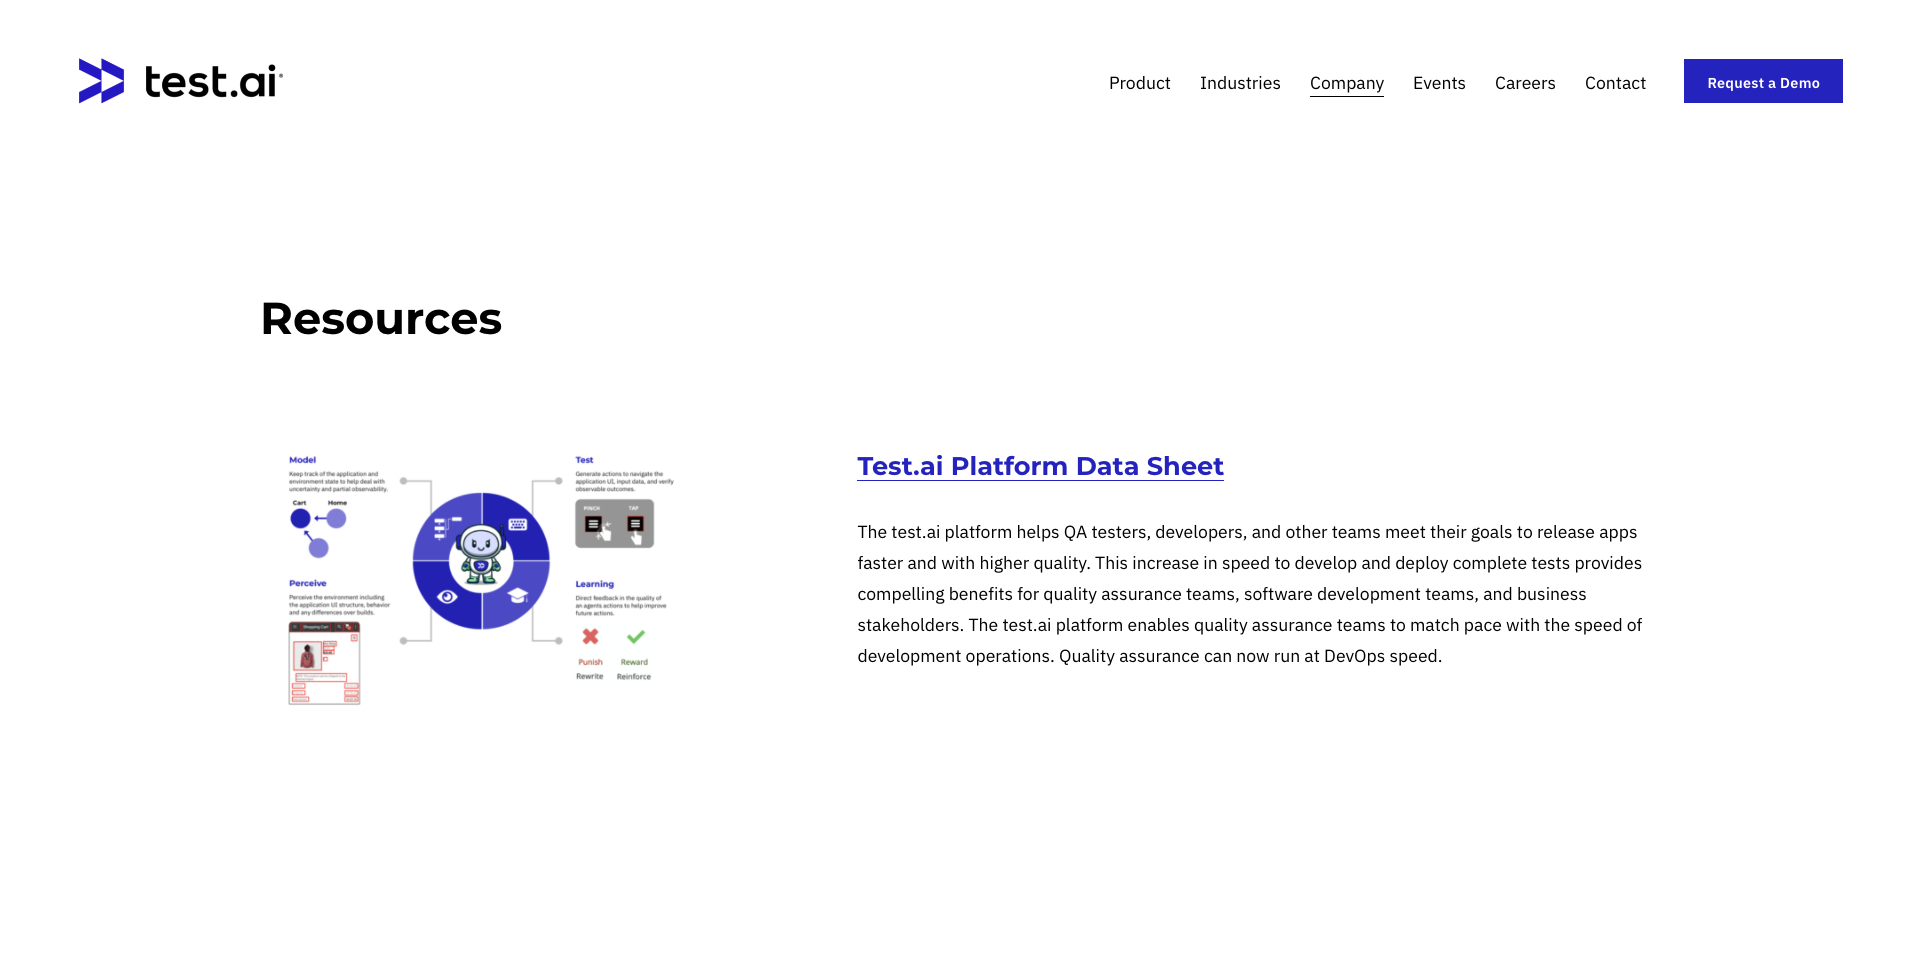 test.ai
Product
Industries
Company
Events
Careers
Contact
Request a Demo
Resources
Model
Keep track of the application and
environment state to help deal with
uncertainty and partial observability.
Cart
Home
Perceive
Perceive the environment including
the application UI structure, behavior
and any differences over builds.
Shopping Cart
Test
Generate actions to navigate the
application UI, input data, and verify
observable outcomes.
PINCH
TAP
Learning
Direct feedback in the quality of
an agents actions to help improve
future actions.
Punish
Reward
Rewrite
Reinforce
Test.ai Platform Data Sheet
The test.ai platform helps QA testers, developers, and other teams meet their goals to release apps
faster and with higher quality. This increase in speed to develop and deploy complete tests provides
compelling benefits for quality assurance teams, software development teams, and business
stakeholders. The test.ai platform enables quality assurance teams to match pace with the speed of
development operations. Quality assurance can now run at DevOps speed.